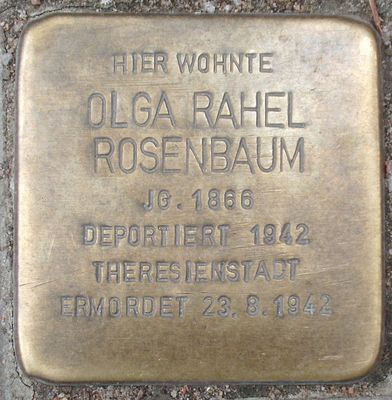 HIER WOHNTE
OLGA RAHEL
ROSENBAUM
JG. 1866
DEPORTIERT 1942
THERESIENSTADT
ERMORDET 23.8.1942